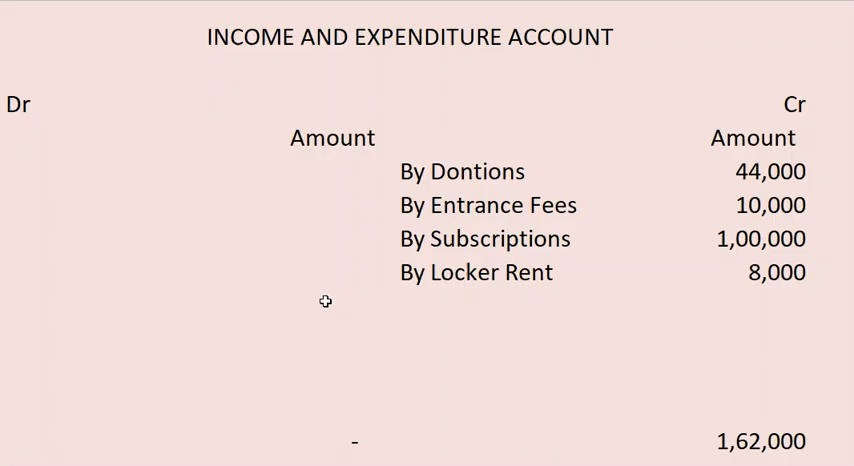 INCOME AND EXPENDITURE ACCOUNT
Dr Cr
Amount Amount
By Dontions 44,000
By Entrance Fees 10,000
By Subscriptions 1,00,000
By Locker Rent 8,000
- 1,62,000